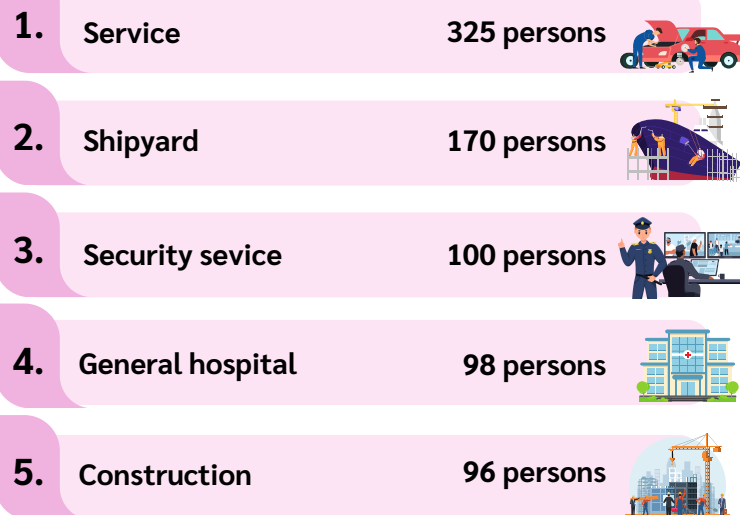 1. Service 325 persons
2. Shipyard 170 persons
3. Security sevice 100 persons
4. General hospital 98 persons
5. Construction 96 persons